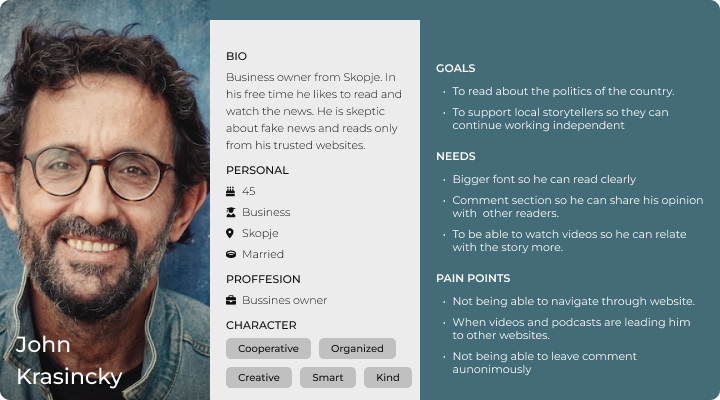 John
Krasincky
BIO
Business owner from Skopje. In
his free time he likes to read and
watch the news. He is skeptic
about fake news and reads only
from his trusted websites.
PERSONAL
45
Business
Skopje
Married
PROFFESION
Bussines owner
CHARACTER
Cooperative Organized
Creative Smart Kind
GOALS
• To read about the politics of the country.
• To support local storytellers so they can
continue working independent
NEEDS
• Bigger font so he can read clearly
• Comment section so he can share his opinion
with other readers.
• To be able to watch videos so he can relate
with the story more.
PAIN POINTS
• Not being able to navigate through website.
• When videos and podcasts are leading him
to other websites.
• Not being able to leave comment
aunonimously